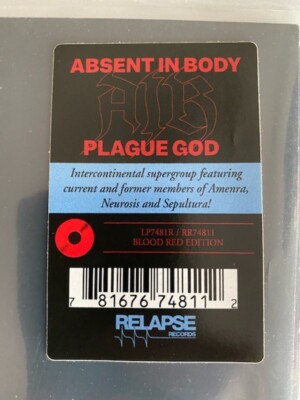 ABSENT IN BODY
AIB
PLAGUE GOD
Intercontinental supergroup featuring
current and former members of Amenra,
Neurosis and Sepultura!
LP7481R / RR74811
BLOOD RED EDITION
7 81676 74811 2
RELAPSE
RECORDS